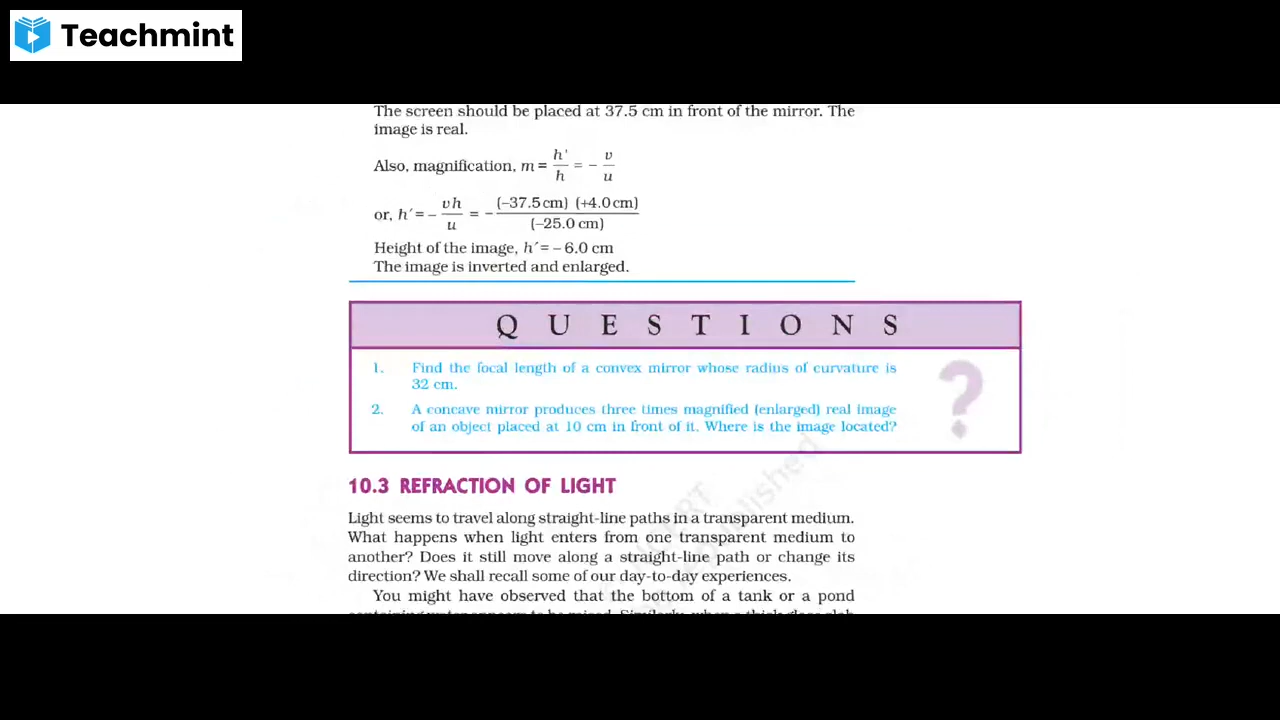 Teachmint
The screen should be placed at 37.5 cm in front of the mirror. The
image is real.
Also, magnification, m = h'/h = – v/u
or, h´= – vh/u = – (–37.5 cm) (+4.0 cm)/(–25.0 cm)
Height of the image, h´= – 6.0 cm
The image is inverted and enlarged.
QUESTIONS
1. Find the focal length of a convex mirror whose radius of curvature is
32 cm.
2. A concave mirror produces three times magnified (enlarged) real image
of an object placed at 10 cm in front of it. Where is the image located?
?
10.3 REFRACTION OF LIGHT
Light seems to travel along straight-line paths in a transparent medium.
What happens when light enters from one transparent medium to
another? Does it still move along a straight-line path or change its
direction? We shall recall some of our day-to-day experiences.
You might have observed that the bottom of a tank or a pond